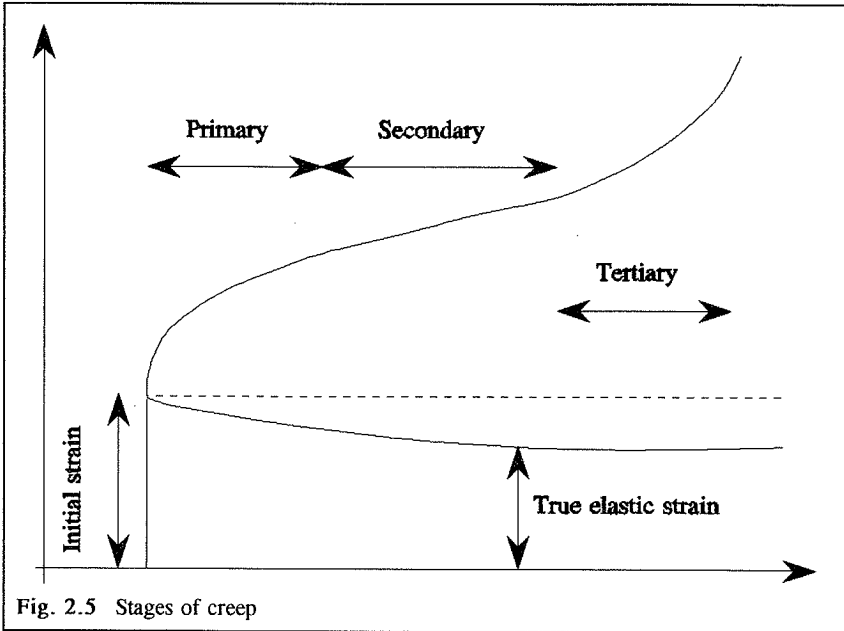 Primary
Secondary
Tertiary
Initial strain
True elastic strain
Fig. 2.5 Stages of creep